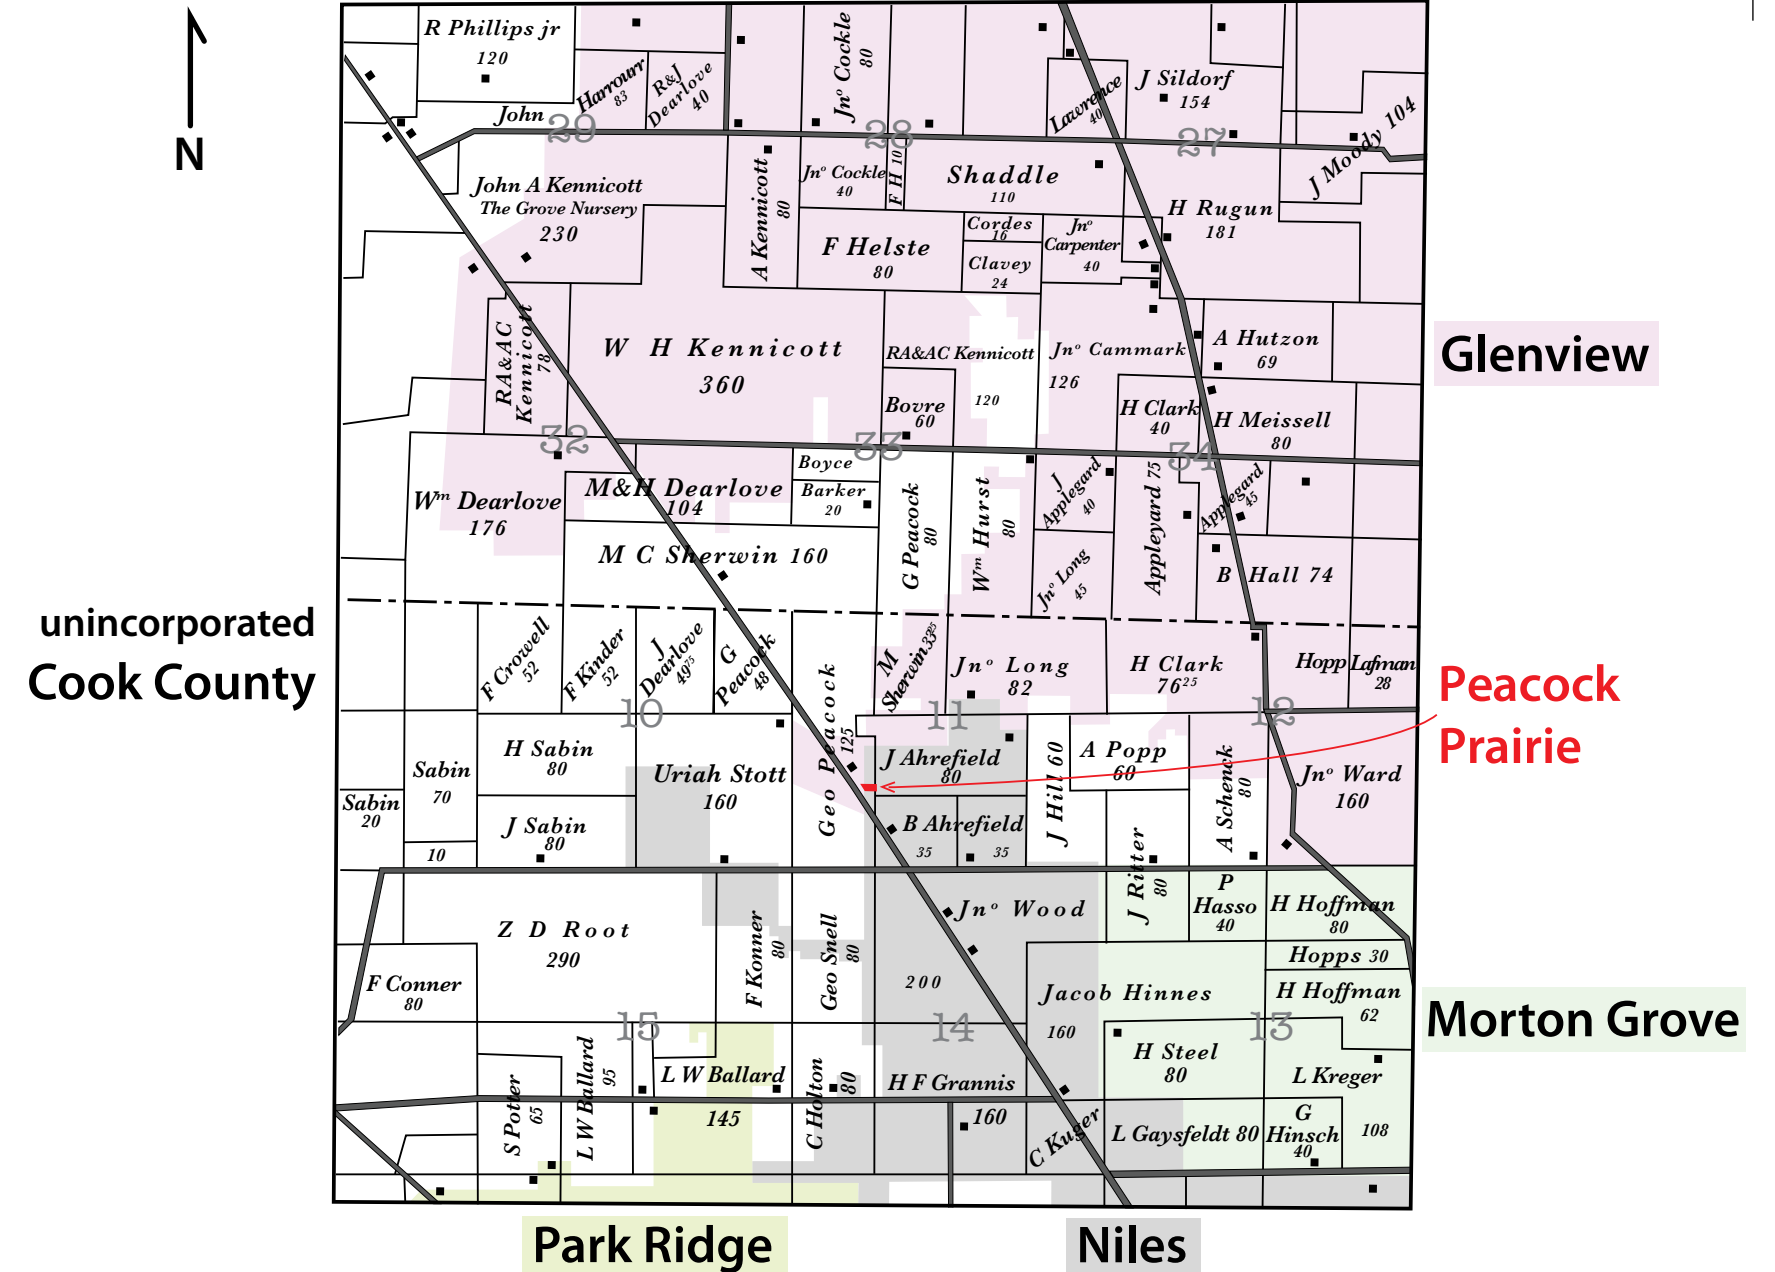 N
R Phillips jr
120
Harrourr
83
R&J
Dearlove
40
John
29
Jnº Cockle
80
28
Lawrence
40
J Sildorf
154
27
J Moody 104
John A Kennicott
The Grove Nursery
230
A Kennicott
80
Jnº Cockle
40
F H 10
Shaddle
110
H Rugun
181
F Helste
80
Cordes
16
Clavey
24
Jnº
Carpenter
40
RA&AC
Kennicott
78
W H Kennicott
360
RA&AC Kennicott
120
Bovre
60
Jnº Cammark
126
A Hutzon
69
H Clark
40
H Meissell
80
Glenview
32
33
34
Wᵐ Dearlove
176
M&H Dearlove
104
Boyce
Barker
20
G Peacock
80
Wᵐ Hurst
80
J
Applegard
40
Appleyard 75
Applegard
45
M C Sherwin 160
Jnº Long
45
B Hall 74
unincorporated
Cook County
F Crowell
52
F Kinder
52
J
Dearlove
49⁷⁵
G
Peacock
48
M
Sherwin 33²⁵
Jnº Long
82
H Clark
76²⁵
Hopp
Lafman
28
Peacock
Prairie
10
11
12
Sabin
20
Sabin
70
10
H Sabin
80
J Sabin
80
Uriah Stott
160
Geo Peacock
125
J Ahrefield
80
B Ahrefield
35
35
J Hill 60
A Popp
60
J Ritter
80
A Schenck
80
Jnº Ward
160
Z D Root
290
F Conner
80
F Konner
80
Geo Snell
80
Jnº Wood
200
P
Hasso
40
H Hoffman
80
Hopps 30
H Hoffman
62
Jacob Hinnes
160
Morton Grove
15
14
13
S Potter
65
L W Ballard
95
L W Ballard
145
C Holton
80
H F Grannis
160
C Kuger
H Steel
80
L Kreger
108
L Gaysfeldt 80
G
Hinsch
40
Park Ridge
Niles